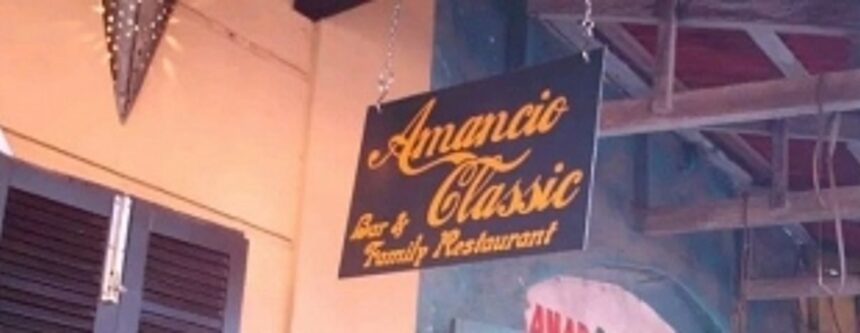 Amancio
Classic
Bar &
Family Restaurant